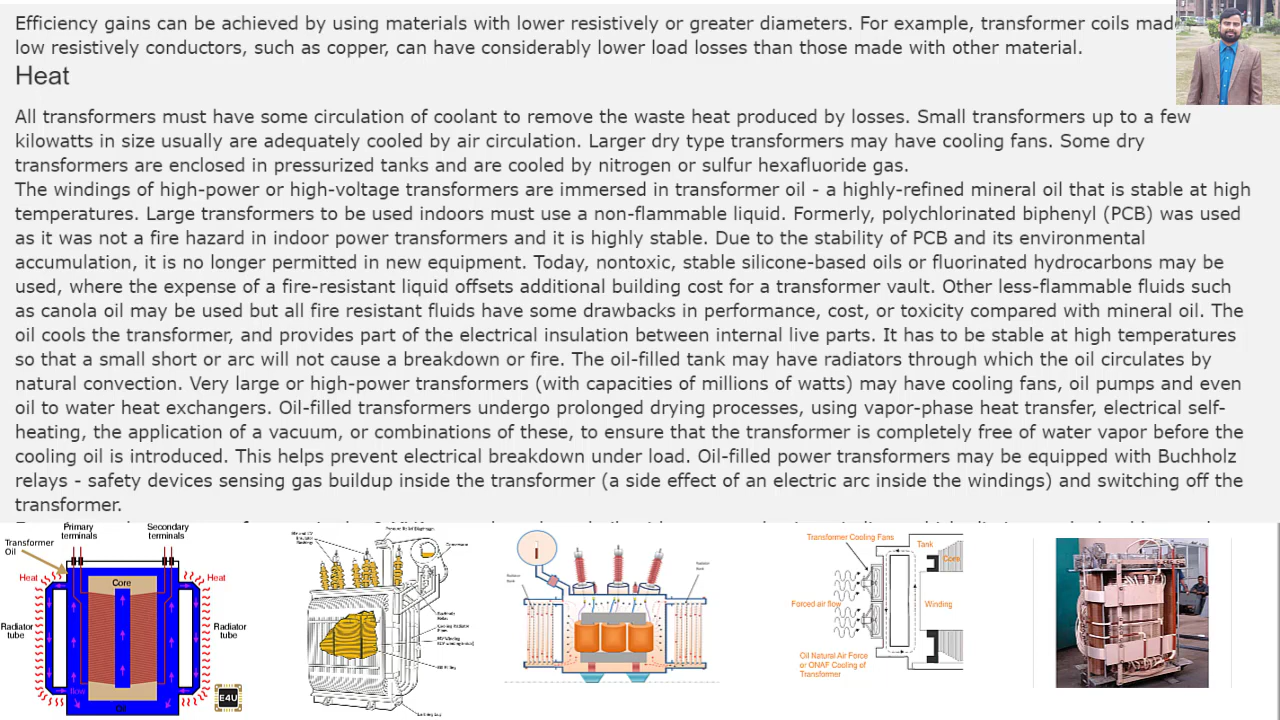 Efficiency gains can be achieved by using materials with lower resistively or greater diameters. For example, transformer coils made
low resistively conductors, such as copper, can have considerably lower load losses than those made with other material.
Heat
All transformers must have some circulation of coolant to remove the waste heat produced by losses. Small transformers up to a few
kilowatts in size usually are adequately cooled by air circulation. Larger dry type transformers may have cooling fans. Some dry
transformers are enclosed in pressurized tanks and are cooled by nitrogen or sulfur hexafluoride gas.
The windings of high-power or high-voltage transformers are immersed in transformer oil - a highly-refined mineral oil that is stable at high
temperatures. Large transformers to be used indoors must use a non-flammable liquid. Formerly, polychlorinated biphenyl (PCB) was used
as it was not a fire hazard in indoor power transformers and it is highly stable. Due to the stability of PCB and its environmental
accumulation, it is no longer permitted in new equipment. Today, nontoxic, stable silicone-based oils or fluorinated hydrocarbons may be
used, where the expense of a fire-resistant liquid offsets additional building cost for a transformer vault. Other less-flammable fluids such
as canola oil may be used but all fire resistant fluids have some drawbacks in performance, cost, or toxicity compared with mineral oil. The
oil cools the transformer, and provides part of the electrical insulation between internal live parts. It has to be stable at high temperatures
so that a small short or arc will not cause a breakdown or fire. The oil-filled tank may have radiators through which the oil circulates by
natural convection. Very large or high-power transformers (with capacities of millions of watts) may have cooling fans, oil pumps and even
oil to water heat exchangers. Oil-filled transformers undergo prolonged drying processes, using vapor-phase heat transfer, electrical self-
heating, the application of a vacuum, or combinations of these, to ensure that the transformer is completely free of water vapor before the
cooling oil is introduced. This helps prevent electrical breakdown under load. Oil-filled power transformers may be equipped with Buchholz
relays - safety devices sensing gas buildup inside the transformer (a side effect of an electric arc inside the windings) and switching off the
transformer.
Primary
terminals
Secondary
terminals
Transformer
Oil
Heat
Heat
Core
Radiator
tube
Radiator
tube
flow
Oil
E4U
Transformer Cooling Fans
Tank
Core
Forced air flow
Winding
Oil Natural Air Force
or ONAF Cooling of
Transformer